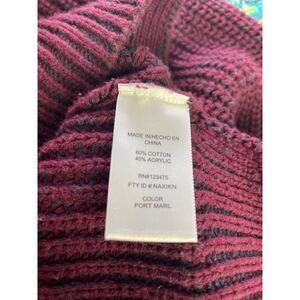 MADE IN/HECHO EN
CHINA
60% COTTON
40% ACRYLIC
RN#123475
FTY ID # NAXIKN
COLOR
PORT MARL